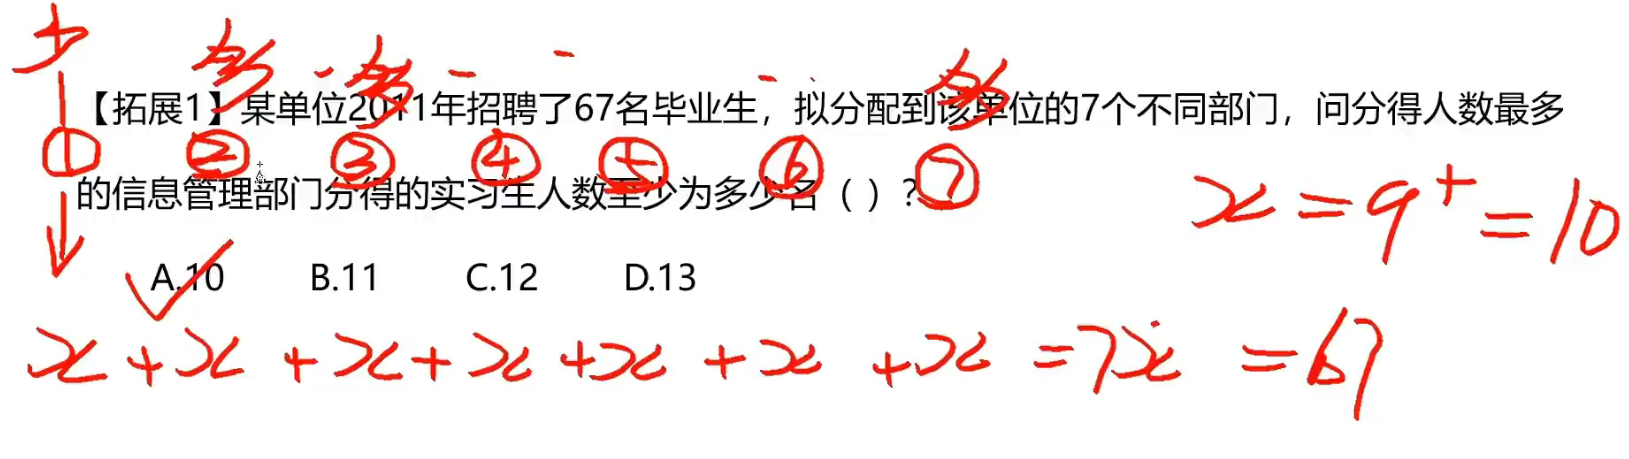 少 多 - 多 - - - 多
【拓展1】某单位2011年招聘了67名毕业生，拟分配到该单位的7个不同部门，问分得人数最多
① ② ③ ④ ⑤ ⑥ ⑦
的信息管理部门分得的实习生人数至少为多少名（ ）？
x=9⁺=10
A.10 B.11 C.12 D.13
x+x+x+x+x+x+x=7x=67